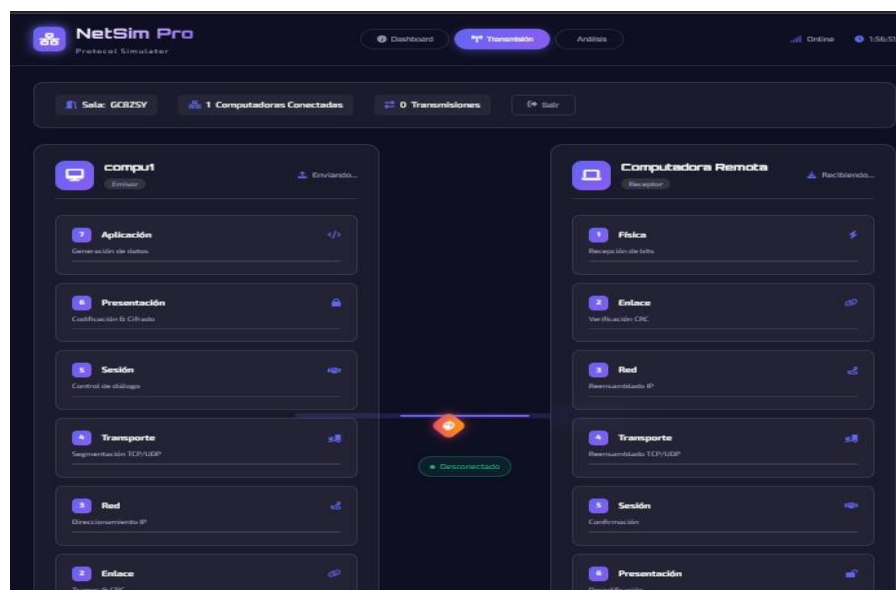 NetSim Pro
Protocol Simulator
Dashboard
Transmisión
Análisis
Online
1:56:51
Sala: GCBZSY
1 Computadoras Conectadas
0 Transmisiones
Salir
compu1
Emisor
Enviando...
7 Aplicación
Generación de datos
6 Presentación
Codificación & Cifrado
5 Sesión
Control de diálogo
4 Transporte
Segmentación TCP/UDP
3 Red
Direccionamiento IP
2 Enlace
Desconectado
Computadora Remota
Receptor
Recibiendo...
1 Física
Recepción de bits
2 Enlace
Verificación CRC
3 Red
Reensamblado IP
4 Transporte
Reensamblado TCP/UDP
5 Sesión
Confirmación
6 Presentación